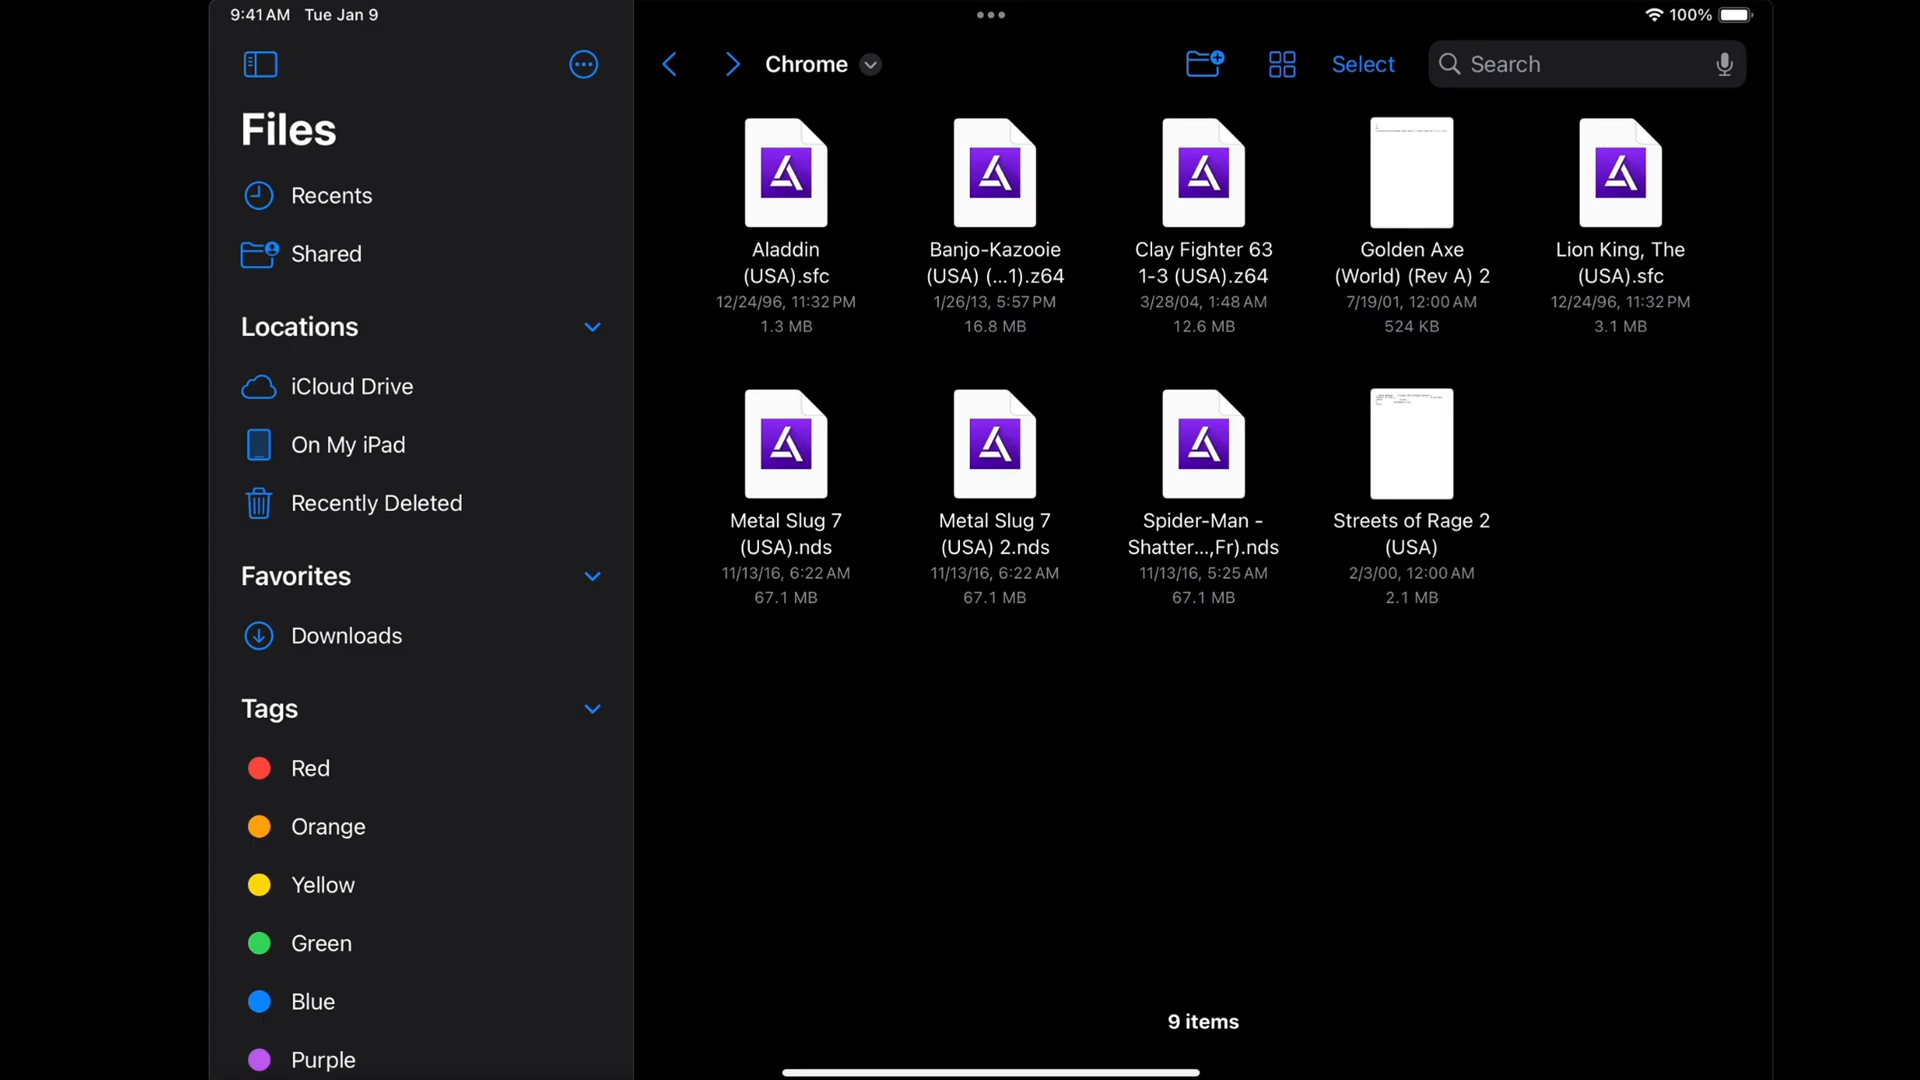 9:41 AM Tue Jan 9
100%
Files
Recents
Shared
Locations
iCloud Drive
On My iPad
Recently Deleted
Favorites
Downloads
Tags
Red
Orange
Yellow
Green
Blue
Purple
Chrome
Select
Search
Aladdin
(USA).sfc
12/24/96, 11:32 PM
1.3 MB
Banjo-Kazooie
(USA) (...1).z64
1/26/13, 5:57 PM
16.8 MB
Clay Fighter 63
1-3 (USA).z64
3/28/04, 1:48 AM
12.6 MB
Golden Axe
(World) (Rev A) 2
7/19/01, 12:00 AM
524 KB
Lion King, The
(USA).sfc
12/24/96, 11:32 PM
3.1 MB
Metal Slug 7
(USA).nds
11/13/16, 6:22 AM
67.1 MB
Metal Slug 7
(USA) 2.nds
11/13/16, 6:22 AM
67.1 MB
Spider-Man -
Shatter...,Fr).nds
11/13/16, 5:25 AM
67.1 MB
Streets of Rage 2
(USA)
2/3/00, 12:00 AM
2.1 MB
9 items